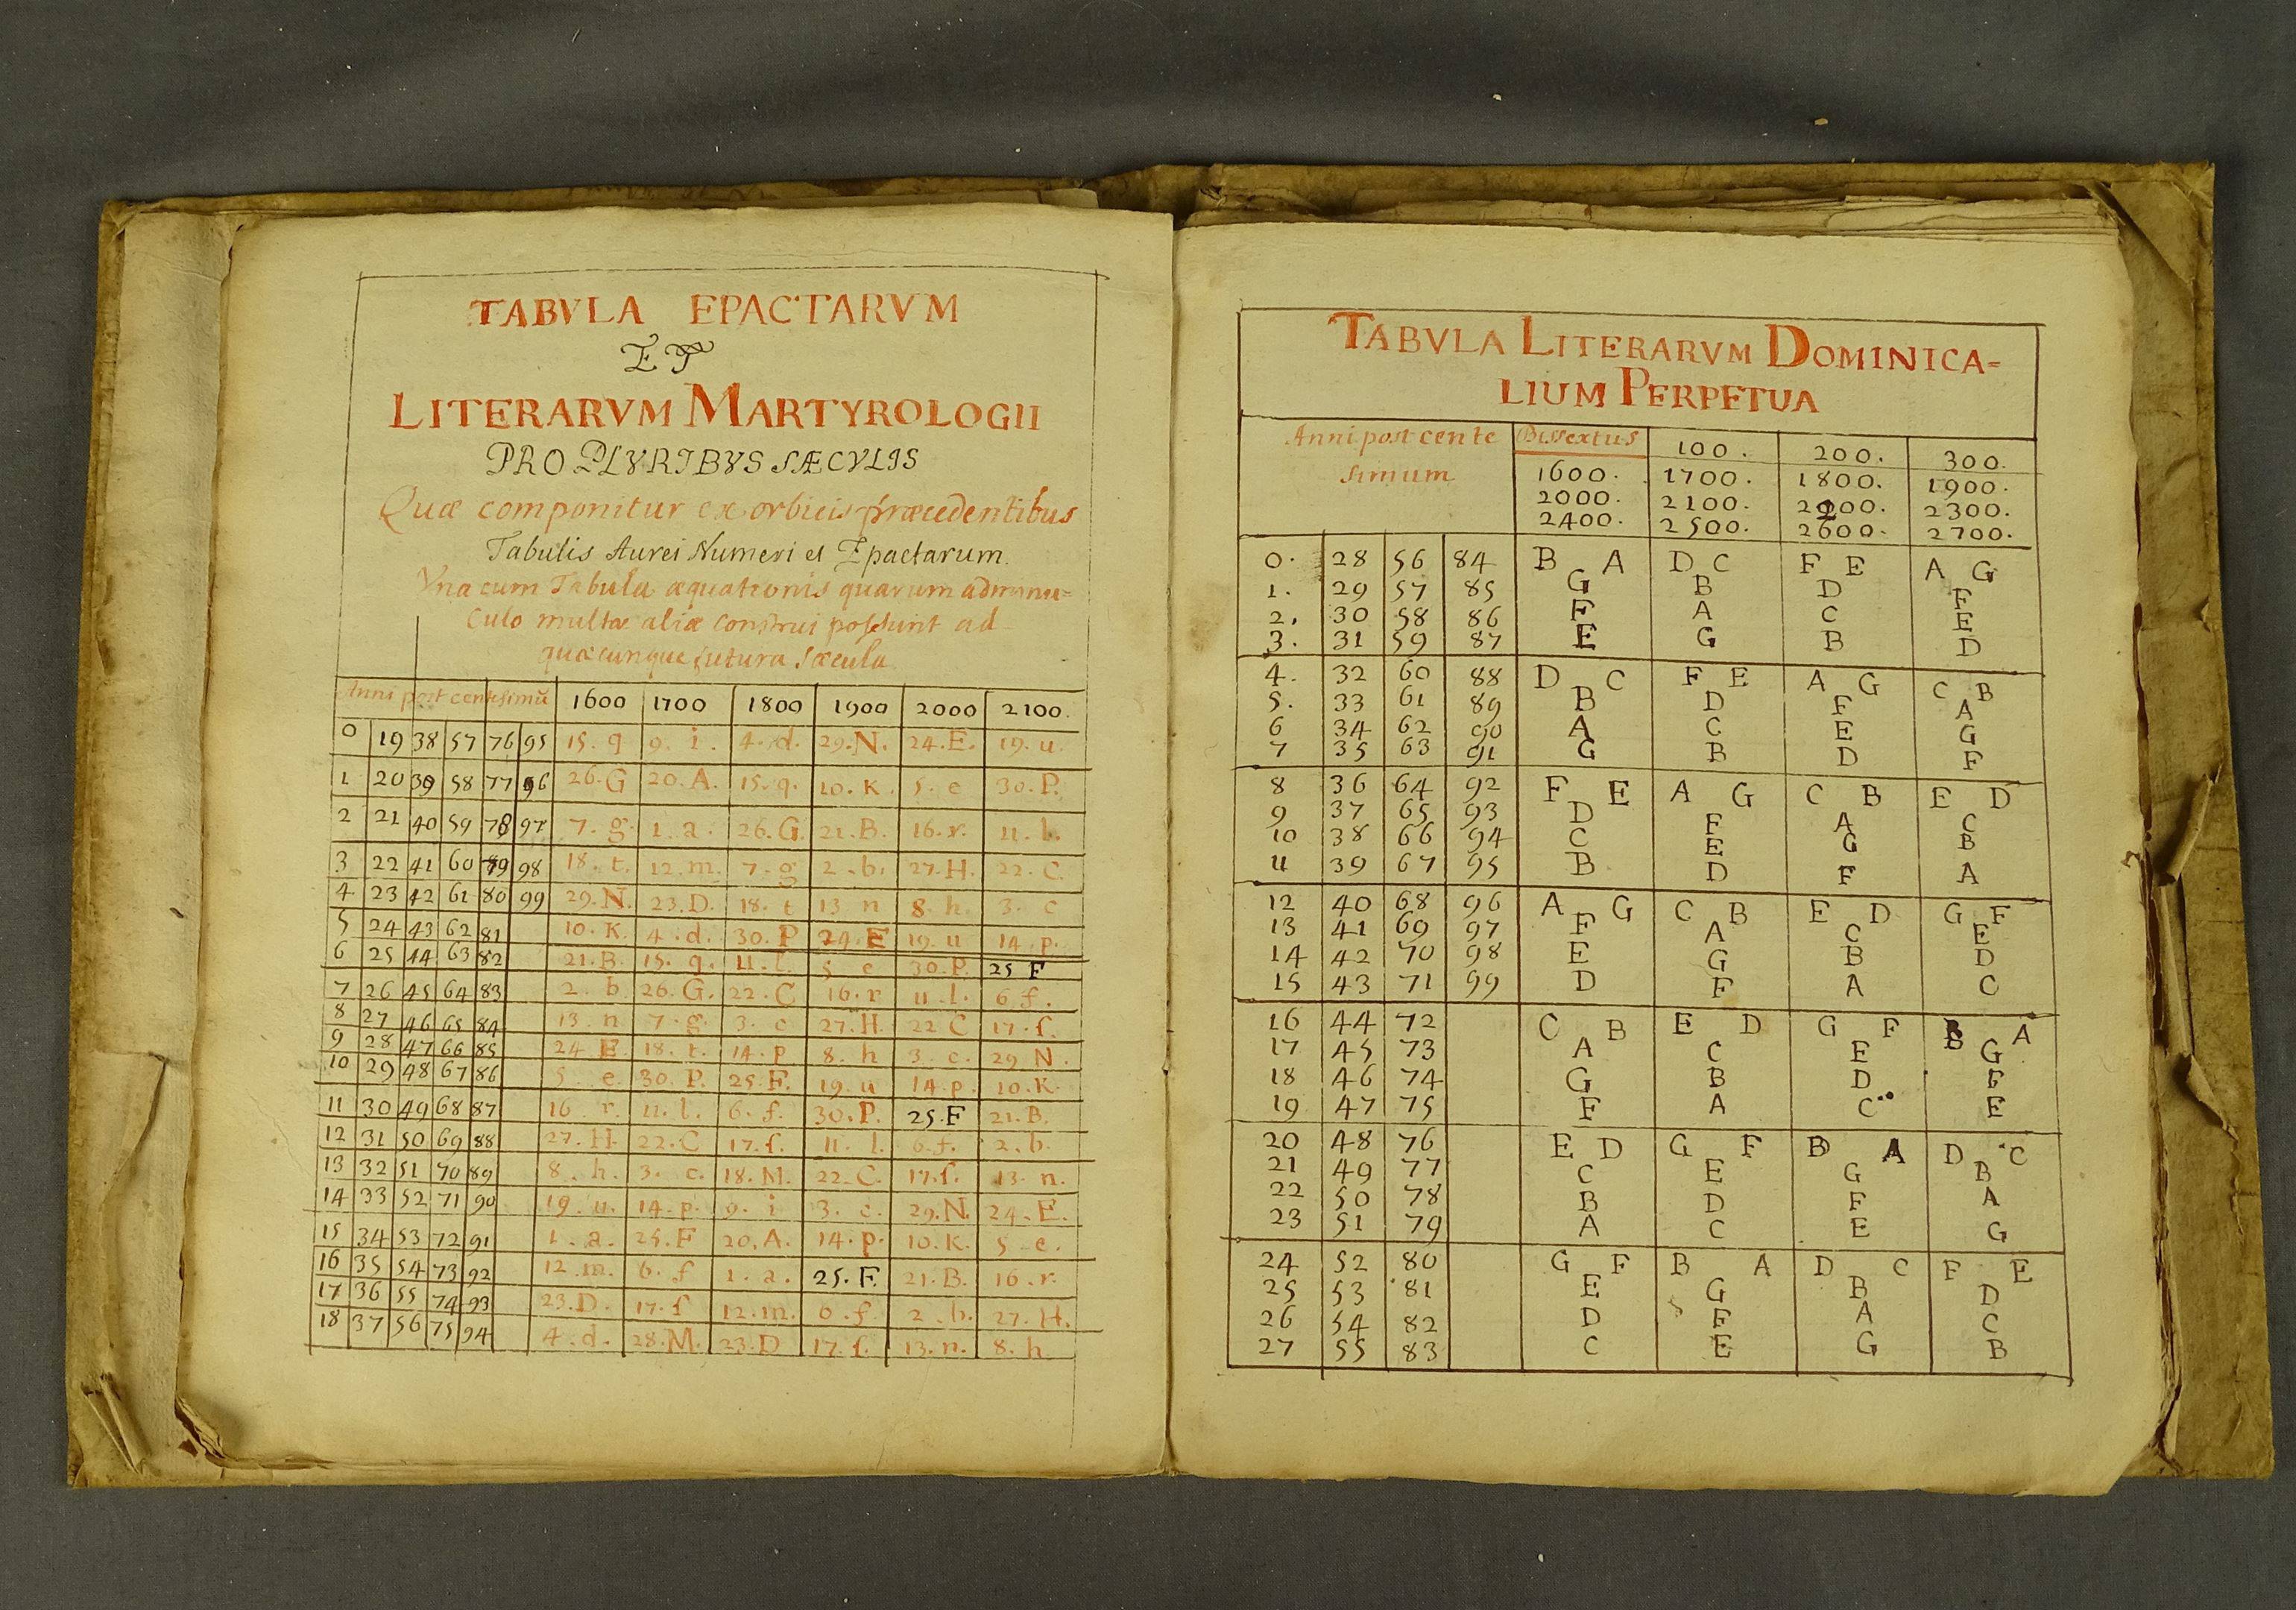 TABVLA EPACTARVM
ET
LITERARVM MARTYROLOGII
PRO PLVRIBVS SÆCVLIS
Quæ componitur ex orbicis præcedentibus
Tabulis Aurei Numeri et Epactarum.
Vna cum Tabula æquationis quarum adminu=
culo multæ aliæ construi possunt ad
quæcunque futura sæcula
Anni post centesimũ 1600 1700 1800 1900 2000 2100.
0 19 38 57 76 95 15. q 9. i. 4. d. 29. N. 24. E. 19. u.
1 20 39 58 77 96 26. G 20. A. 15. q. 10. K. 5. e 30. P.
2 21 40 59 78 97 7. g. 1. a. 26. G. 21. B. 16. r. 11. l.
3 22 41 60 79 98 18. t. 12. m. 7. g 2. b. 27. H. 22. C.
4 23 42 61 80 99 29. N. 23. D. 18. t 13 n 8. h. 3. c
5 24 43 62 81 10. K. 4. d. 30. P 24. E 19. u 14. p.
6 25 44 63 82 21. B. 15. q. 11. l. 5 e 30. P. 25 F
7 26 45 64 83 2. b 26. G. 22. C 16. r 11. l. 6 f.
8 27 46 65 84 13 n 7. g. 3. c 27. H. 22 C 17. f.
9 28 47 66 85 24 E. 18. t. 14. p 8. h 3. c. 29 N.
10 29 48 67 86 5 e. 30. P. 25. F. 19. u 14. p. 10. K.
11 30 49 68 87 16 r. 11. l. 6. f. 30. P. 25. F 21. B.
12 31 50 69 88 27. H. 22. C 17. f. 11 l. 6. f. 2. b.
13 32 51 70 89 8. h. 3. c. 18. M. 22. C. 17. f. 13. n.
14 33 52 71 90 19. u. 14. p. 9. i 3. c. 29. N. 24. E.
15 34 53 72 91 1. a. 25. F 20. A. 14. p. 10. K. 5. e.
16 35 54 73 92 12. m. 6. f 1. a. 25. F. 21. B. 16. r.
17 36 55 74 93 23. D. 17. f 12. m. 6. f 2. b. 27. H.
18 37 56 75 94 4. d. 28. M. 23. D 17. f. 13. n. 8. h
TABVLA LITERARVM DOMINICA=
LIUM PERPETUA
Anni post cente Bissextus 100. 200. 300.
simum 1600. 1700. 1800. 1900.
2000. 2100. 2200. 2300.
2400. 2500. 2600. 2700.
0. 28 56 84 B A D C F E A G
1. 29 57 85 G B D F
2. 30 58 86 F A C E
3. 31 59 87 E G B D
4. 32 60 88 D C F E A G C B
5. 33 61 89 B D F A
6 34 62 90 A C E G
7 35 63 91 G B D F
8 36 64 92 F E A G C B E D
9 37 65 93 D F A C
10 38 66 94 C E G B
11 39 67 95 B D F A
12 40 68 96 A G C B E D G F
13 41 69 97 F A C E
14 42 70 98 E G B D
15 43 71 99 D F A C
16 44 72 C B E D G F B A
17 45 73 A C E G
18 46 74 G B D F
19 47 75 F A C E
20 48 76 E D G F B A D C
21 49 77 C E G B
22 50 78 B D F A
23 51 79 A C E G
24 52 80 G F B A D C F E
25 53 81 E G B D
26 54 82 D F A C
27 55 83 C E G B